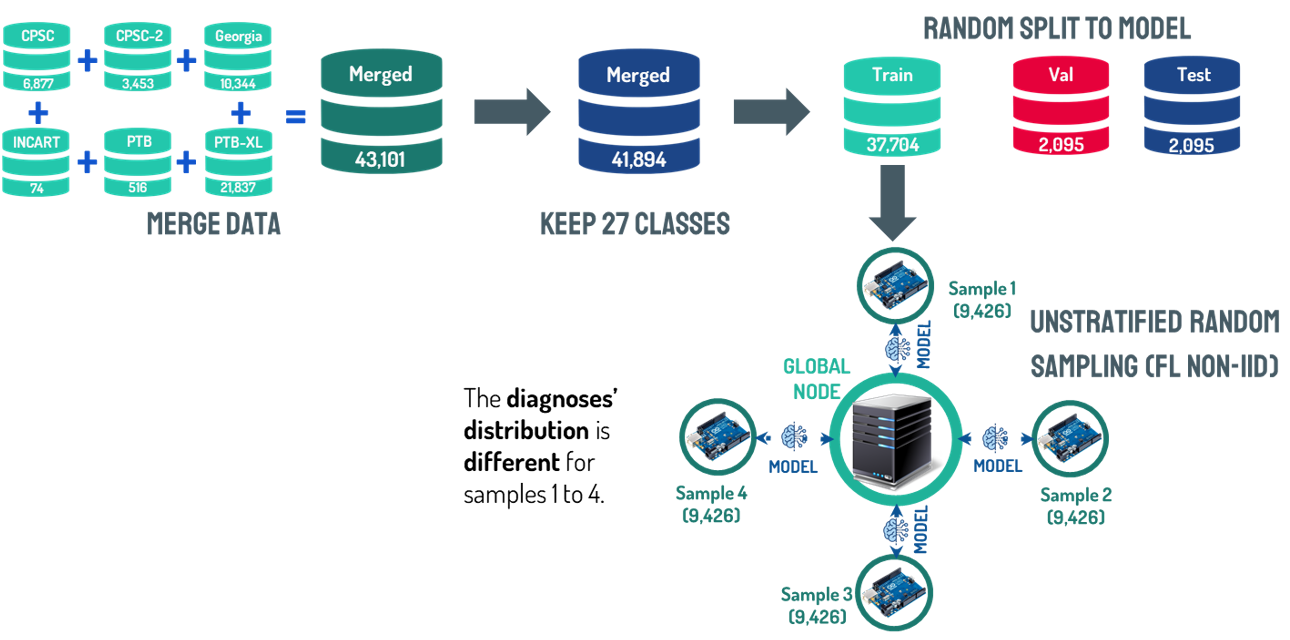 CPSC
CPSC-2
Georgia
6,877
3,453
10,344
+ + + + =
INCART
PTB
PTB-XL
74
516
21,837
+ +
MERGE DATA
Merged
43,101
Merged
41,894
KEEP 27 CLASSES
RANDOM SPLIT TO MODEL
Train
Val
Test
37,704
2,095
2,095
Sample 1
(9,426)
MODEL
UNSTRATIFIED RANDOM
SAMPLING (FL NON-IID)
GLOBAL
NODE
The diagnoses'
distribution is
different for
samples 1 to 4.
MODEL
MODEL
Sample 4
(9,426)
Sample 2
(9,426)
MODEL
Sample 3
(9,426)